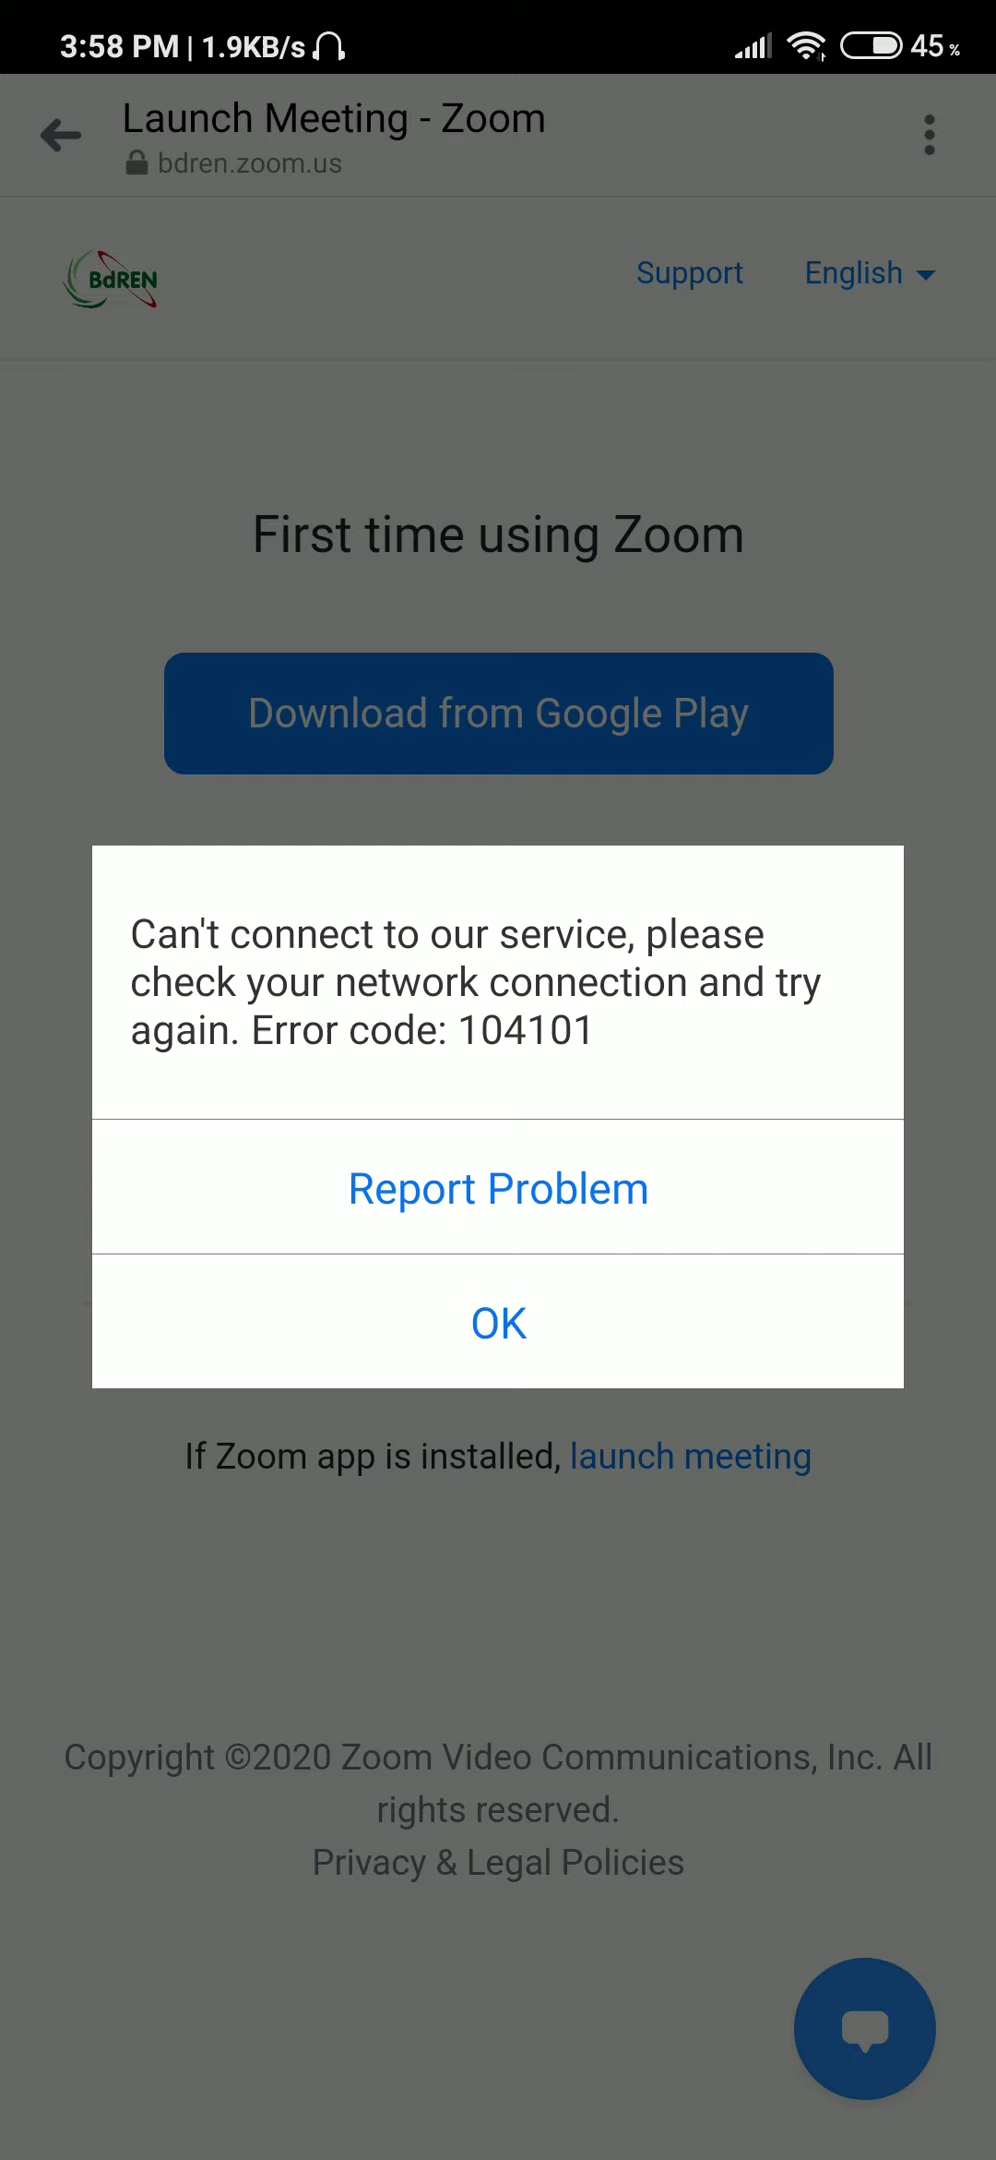 3:58 PM | 1.9KB/s
45 %
Launch Meeting - Zoom
bdren.zoom.us
BdREN
Support
English
First time using Zoom
Download from Google Play
Can't connect to our service, please
check your network connection and try
again. Error code: 104101
Report Problem
OK
If Zoom app is installed, launch meeting
Copyright ©2020 Zoom Video Communications, Inc. All
rights reserved.
Privacy & Legal Policies